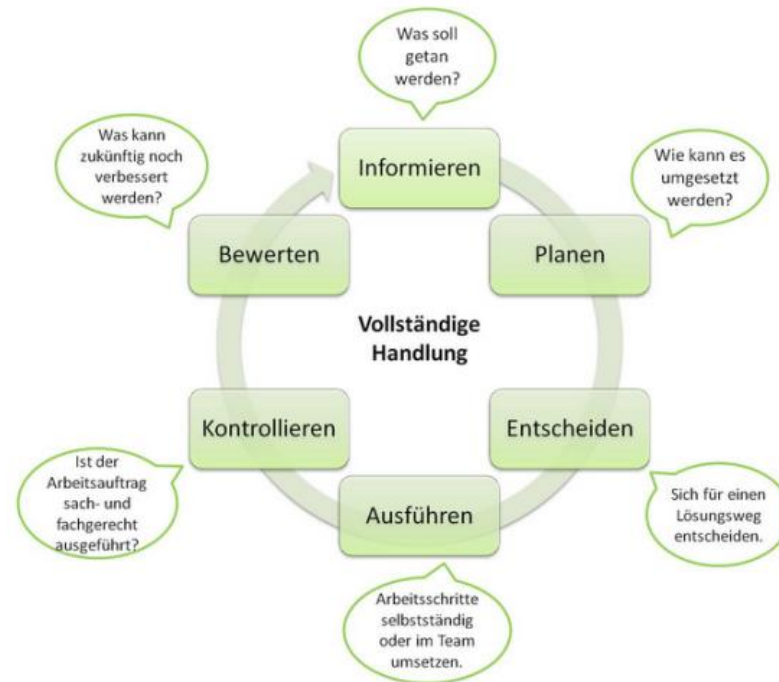 Was soll
getan
werden?
Informieren
Wie kann es
umgesetzt
werden?
Planen
Entscheiden
Sich für einen
Lösungsweg
entscheiden.
Ausführen
Arbeitsschritte
selbstständig
oder im Team
umsetzen.
Kontrollieren
Ist der
Arbeitsauftrag
sach- und
fachgerecht
ausgeführt?
Bewerten
Was kann
zukünftig noch
verbessert
werden?
Vollständige
Handlung